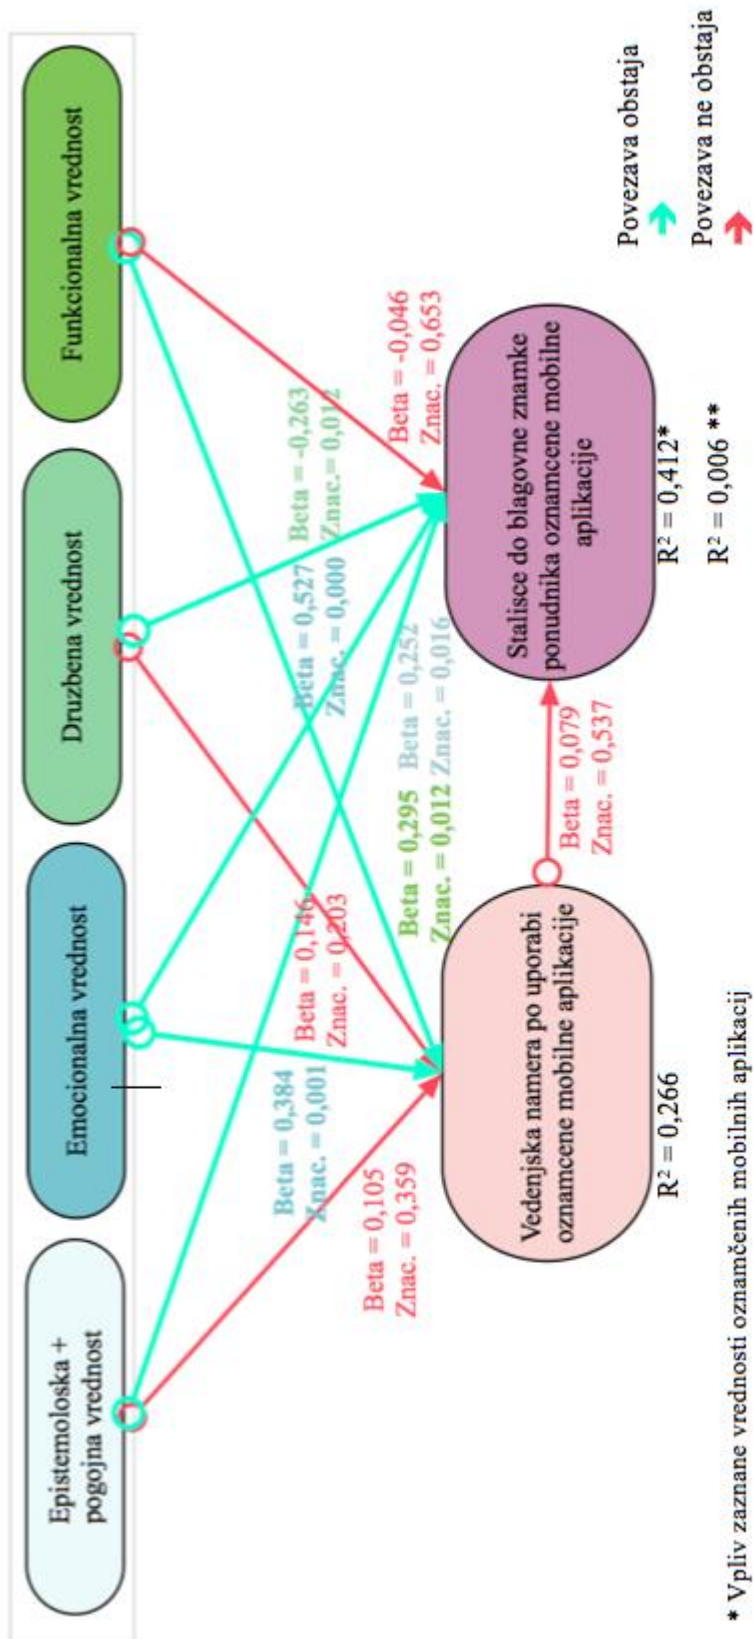 Epistemoloska +
pogojna vrednost
Emocionalna vrednost
Druzbena vrednost
Funkcionalna vrednost
Beta = 0,384
Znac. = 0,001
Beta = 0,105
Znac. = 0,359
Beta = 0,146
Znac. = 0,203
Beta = 0,527
Znac. = 0,000
Beta = -0,263
Znac.= 0,012
Beta = 0,295
Znac. = 0,012
Beta = 0,252
Znac. = 0,016
Beta = -0,046
Znac. = 0,653
Vedenjska namera po uporabi
oznamcene mobilne aplikacije
R² = 0,266
Beta = 0,079
Znac. = 0,537
Stalisce do blagovne znamke
ponudnika oznamcene mobilne
aplikacije
R² = 0,412*
R² = 0,006 **
Povezava obstaja
Povezava ne obstaja
* Vpliv zaznane vrednosti oznamčenih mobilnih aplikacij